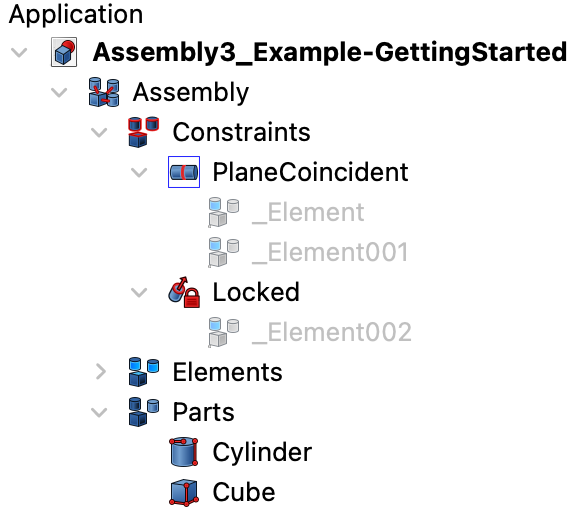 Application
Assembly3_Example-GettingStarted
Assembly
Constraints
PlaneCoincident
_Element
_Element001
Locked
_Element002
Elements
Parts
Cylinder
Cube